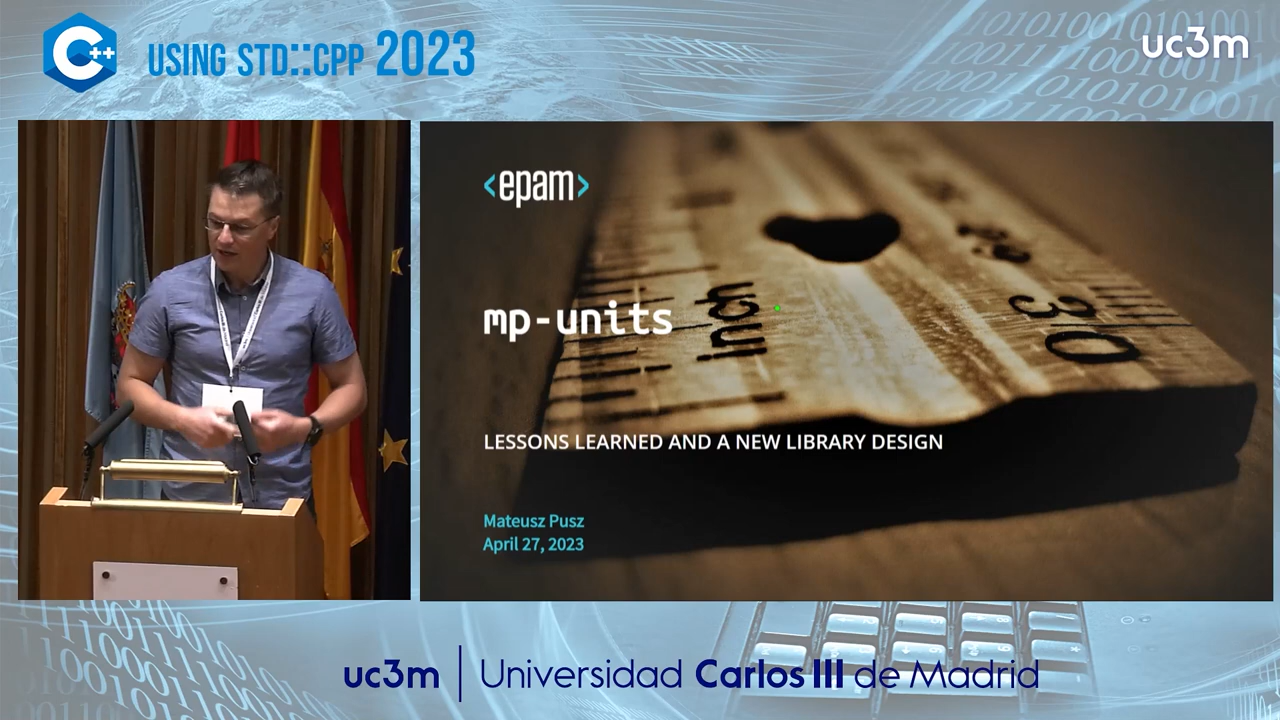 C++
USING STD::CPP 2023
uc3m
<epam>
mp-units
inch
30
LESSONS LEARNED AND A NEW LIBRARY DESIGN
Mateusz Pusz
April 27, 2023
uc3m | Universidad Carlos III de Madrid